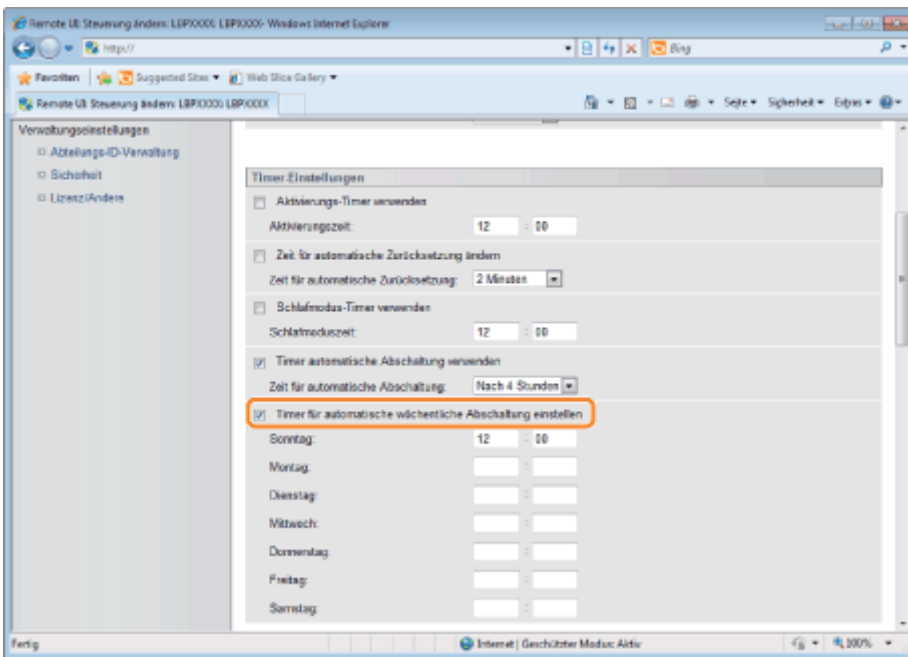 Remote UI: Steuerung ändern: LBPXXXX: LBPXXXX- Windows Internet Explorer
http://
Bing
Favoriten Suggested Sites Web Slice Gallery
Remote UI: Steuerung ändern: LBPXXXX: LBPXXXX
Seite Sicherheit Extras
Verwaltungseinstellungen
Abteilungs-ID-Verwaltung
Sicherheit
Lizenz/Andere
Timer-Einstellungen
Aktivierungs-Timer verwenden
Aktivierungszeit: 12 : 00
Zeit für automatische Zurücksetzung ändern
Zeit für automatische Zurücksetzung: 2 Minuten
Schlafmodus-Timer verwenden
Schlafmoduszeit: 12 : 00
Timer automatische Abschaltung verwenden
Zeit für automatische Abschaltung: Nach 4 Stunden
Timer für automatische wöchentliche Abschaltung einstellen
Sonntag: 12 : 00
Montag: :
Dienstag: :
Mittwoch: :
Donnerstag: :
Freitag: :
Samstag: :
Fertig Internet | Geschützter Modus: Aktiv 100%